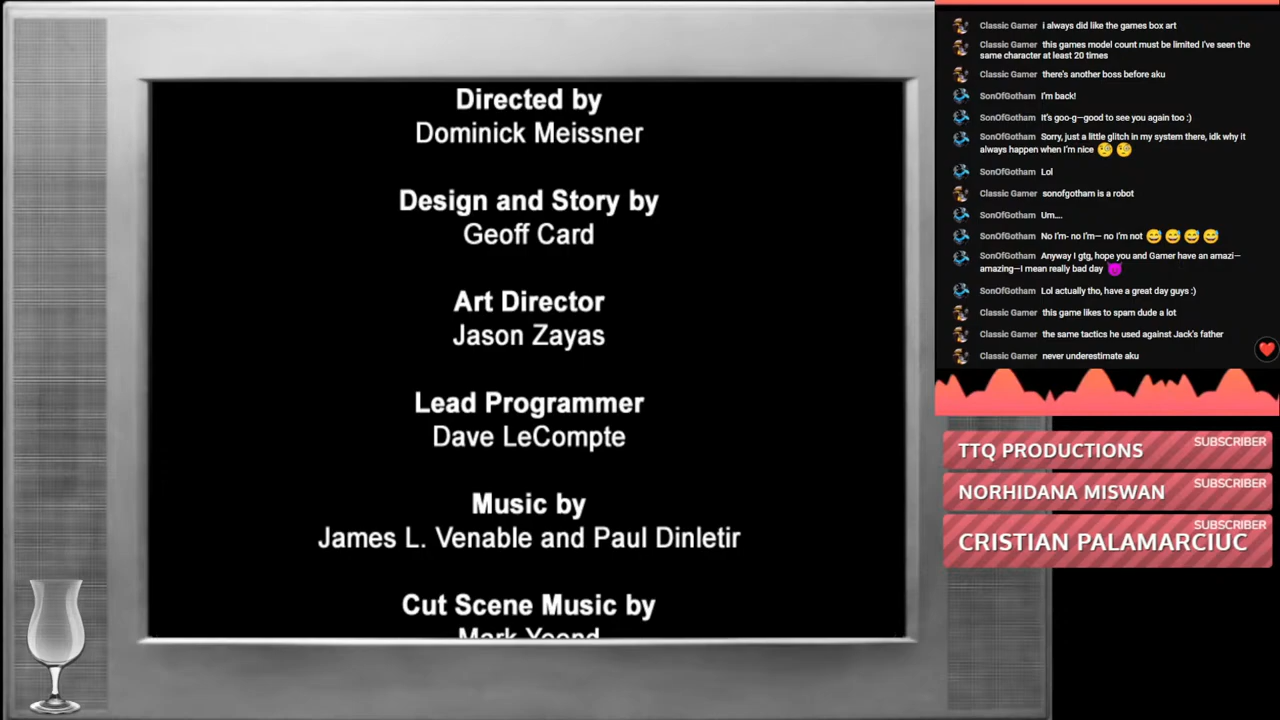 Directed by
Dominick Meissner
Design and Story by
Geoff Card
Art Director
Jason Zayas
Lead Programmer
Dave LeCompte
Music by
James L. Venable and Paul Dinletir
Cut Scene Music by
Mark Yeend
Classic Gamer i always did like the games box art
Classic Gamer this games model count must be limited I've seen the
same character at least 20 times
Classic Gamer there's another boss before aku
SonOfGotham I'm back!
SonOfGotham It's goo-g—good to see you again too :)
SonOfGotham Sorry, just a little glitch in my system there, idk why it
always happen when I'm nice 🧐 🧐
SonOfGotham Lol
Classic Gamer sonofgotham is a robot
SonOfGotham Um....
SonOfGotham No I'm- no I'm— no I'm not 😅 😅 😅 😅
SonOfGotham Anyway I gtg, hope you and Gamer have an amazi—
amazing—I mean really bad day 😈
SonOfGotham Lol actually tho, have a great day guys :)
Classic Gamer this game likes to spam dude a lot
Classic Gamer the same tactics he used against Jack's father
Classic Gamer never underestimate aku
TTQ PRODUCTIONS SUBSCRIBER
NORHIDANA MISWAN SUBSCRIBER
CRISTIAN PALAMARCIUC SUBSCRIBER